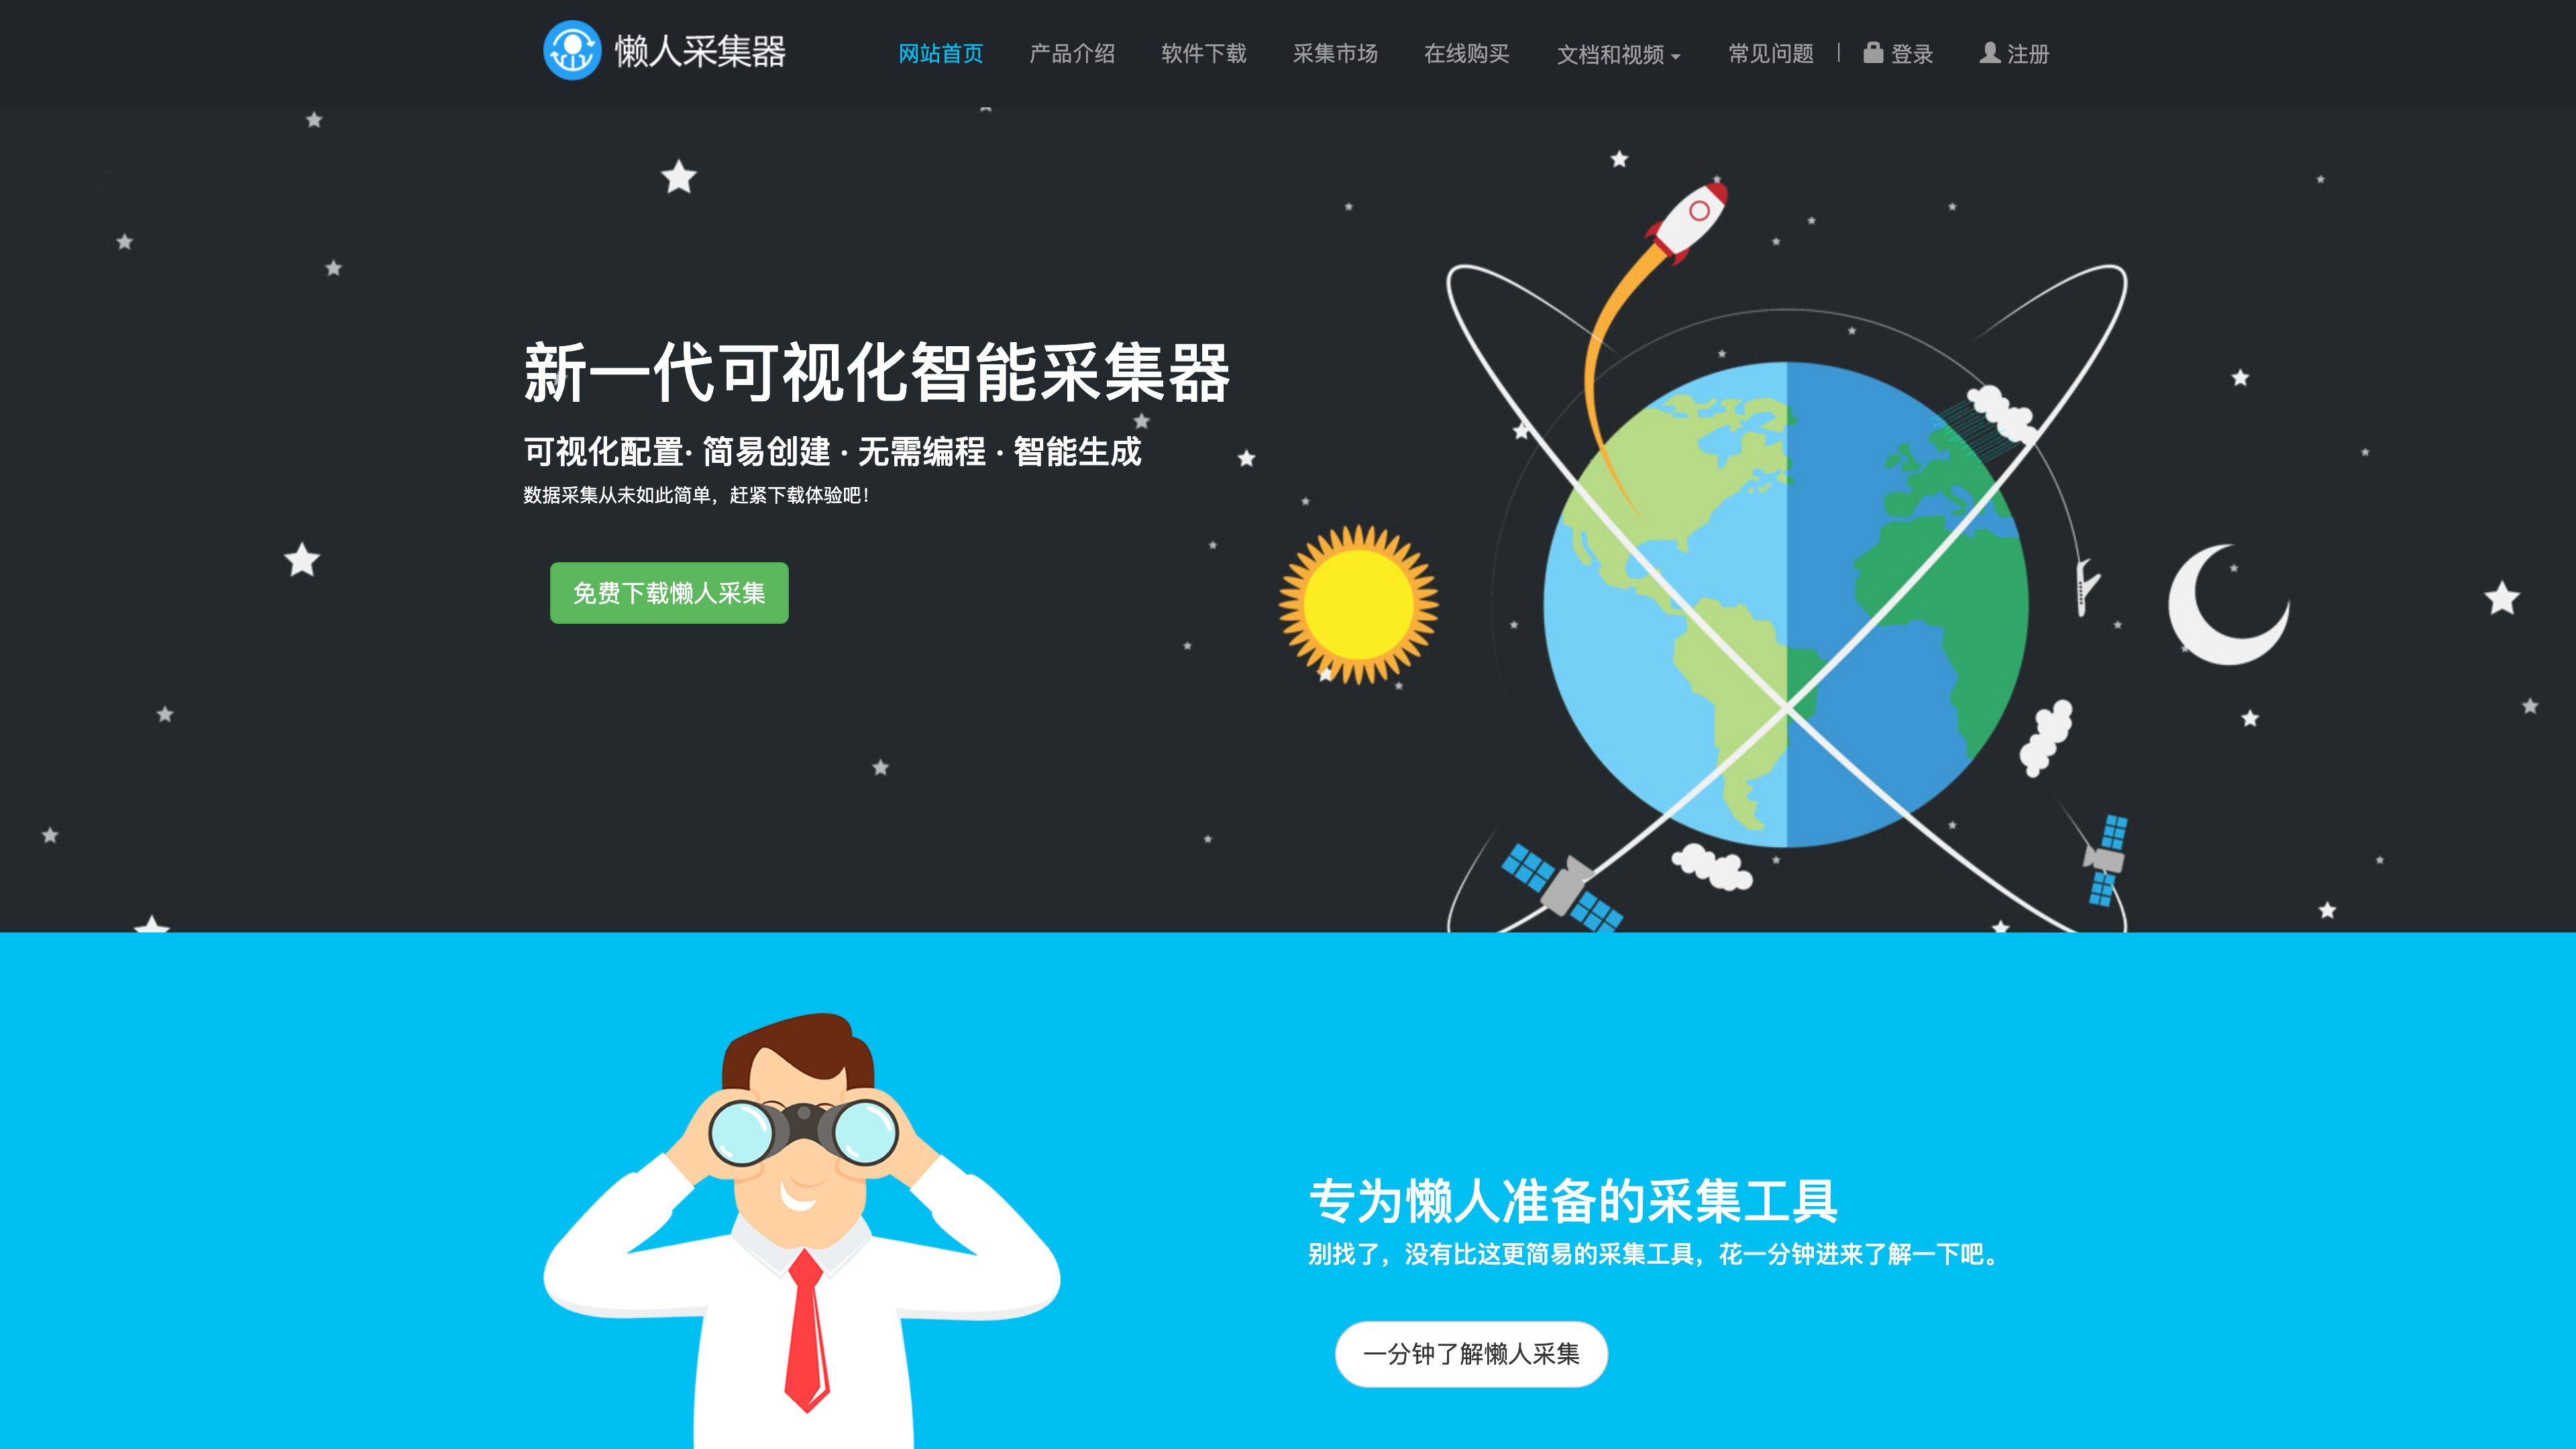 懒人采集器
网站首页 产品介绍 软件下载 采集市场 在线购买 文档和视频 常见问题 | 登录 注册
新一代可视化智能采集器
可视化配置· 简易创建 · 无需编程 · 智能生成
数据采集从未如此简单，赶紧下载体验吧！
免费下载懒人采集
专为懒人准备的采集工具
别找了，没有比这更简易的采集工具，花一分钟进来了解一下吧。
一分钟了解懒人采集